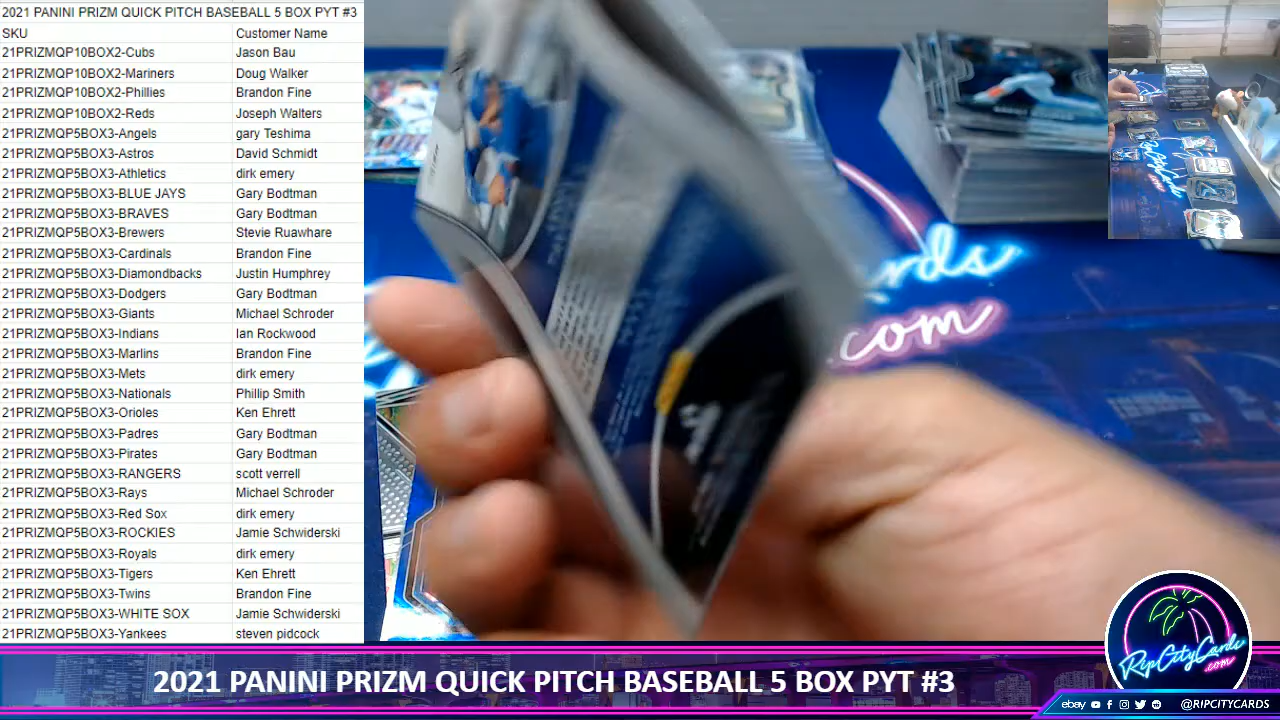 2021 PANINI PRIZM QUICK PITCH BASEBALL 5 BOX PYT #3
SKU Customer Name
21PRIZMQP10BOX2-Cubs Jason Bau
21PRIZMQP10BOX2-Mariners Doug Walker
21PRIZMQP10BOX2-Phillies Brandon Fine
21PRIZMQP10BOX2-Reds Joseph Walters
21PRIZMQP5BOX3-Angels gary Teshima
21PRIZMQP5BOX3-Astros David Schmidt
21PRIZMQP5BOX3-Athletics dirk emery
21PRIZMQP5BOX3-BLUE JAYS Gary Bodtman
21PRIZMQP5BOX3-BRAVES Gary Bodtman
21PRIZMQP5BOX3-Brewers Stevie Ruawhare
21PRIZMQP5BOX3-Cardinals Brandon Fine
21PRIZMQP5BOX3-Diamondbacks Justin Humphrey
21PRIZMQP5BOX3-Dodgers Gary Bodtman
21PRIZMQP5BOX3-Giants Michael Schroder
21PRIZMQP5BOX3-Indians Ian Rockwood
21PRIZMQP5BOX3-Marlins Brandon Fine
21PRIZMQP5BOX3-Mets dirk emery
21PRIZMQP5BOX3-Nationals Phillip Smith
21PRIZMQP5BOX3-Orioles Ken Ehrett
21PRIZMQP5BOX3-Padres Gary Bodtman
21PRIZMQP5BOX3-Pirates Gary Bodtman
21PRIZMQP5BOX3-RANGERS scott verrell
21PRIZMQP5BOX3-Rays Michael Schroder
21PRIZMQP5BOX3-Red Sox dirk emery
21PRIZMQP5BOX3-ROCKIES Jamie Schwiderski
21PRIZMQP5BOX3-Royals dirk emery
21PRIZMQP5BOX3-Tigers Ken Ehrett
21PRIZMQP5BOX3-Twins Brandon Fine
21PRIZMQP5BOX3-WHITE SOX Jamie Schwiderski
21PRIZMQP5BOX3-Yankees steven pidcock
rds
.com
RipCityCards
.com
2021 PANINI PRIZM QUICK PITCH BASEBALL 5 BOX PYT #3
ebay @RIPCITYCARDS